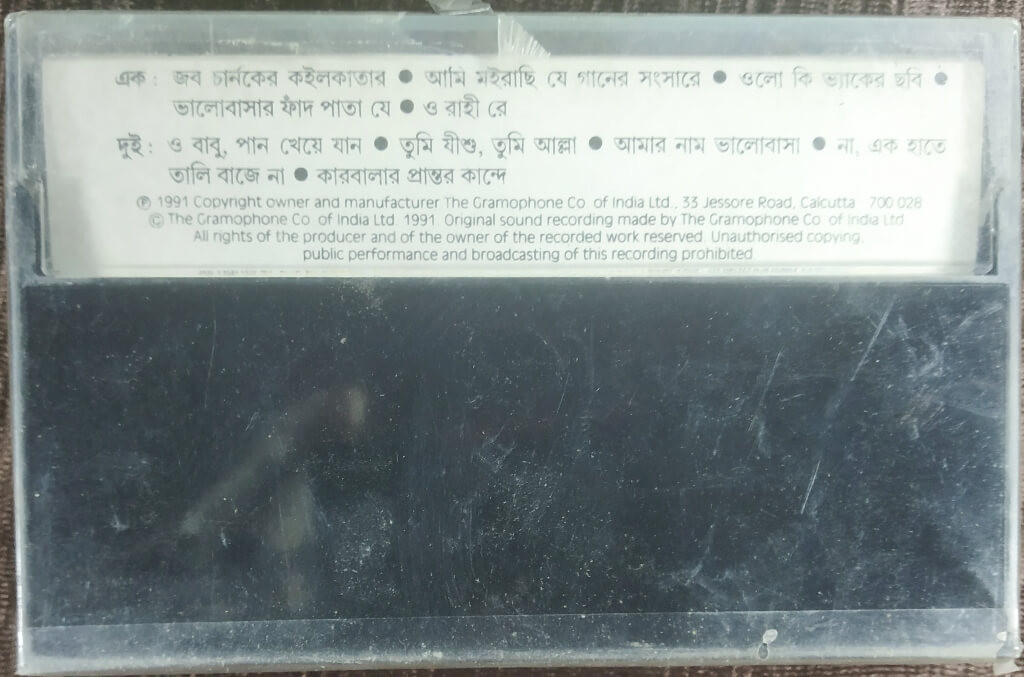 এক : জব চার্নকের কইলকাতার ● আমি মইরাছি যে গানের সংসারে ● ওলো কি ভ্যাকের ছবি ●
ভালোবাসার ফাঁদ পাতা যে ● ও রাহী রে
দুই : ও বাবু, পান খেয়ে যান ● তুমি যীশু, তুমি আল্লা ● আমার নাম ভালোবাসা ● না, এক হাতে
তালি বাজে না ● কারবালার প্রান্তর কান্দে
℗ 1991 Copyright owner and manufacturer The Gramophone Co. of India Ltd., 33 Jessore Road, Calcutta 700 028
© The Gramophone Co. of India Ltd. 1991. Original sound recording made by The Gramophone Co. of India Ltd
All rights of the producer and of the owner of the recorded work reserved. Unauthorised copying,
public performance and broadcasting of this recording prohibited